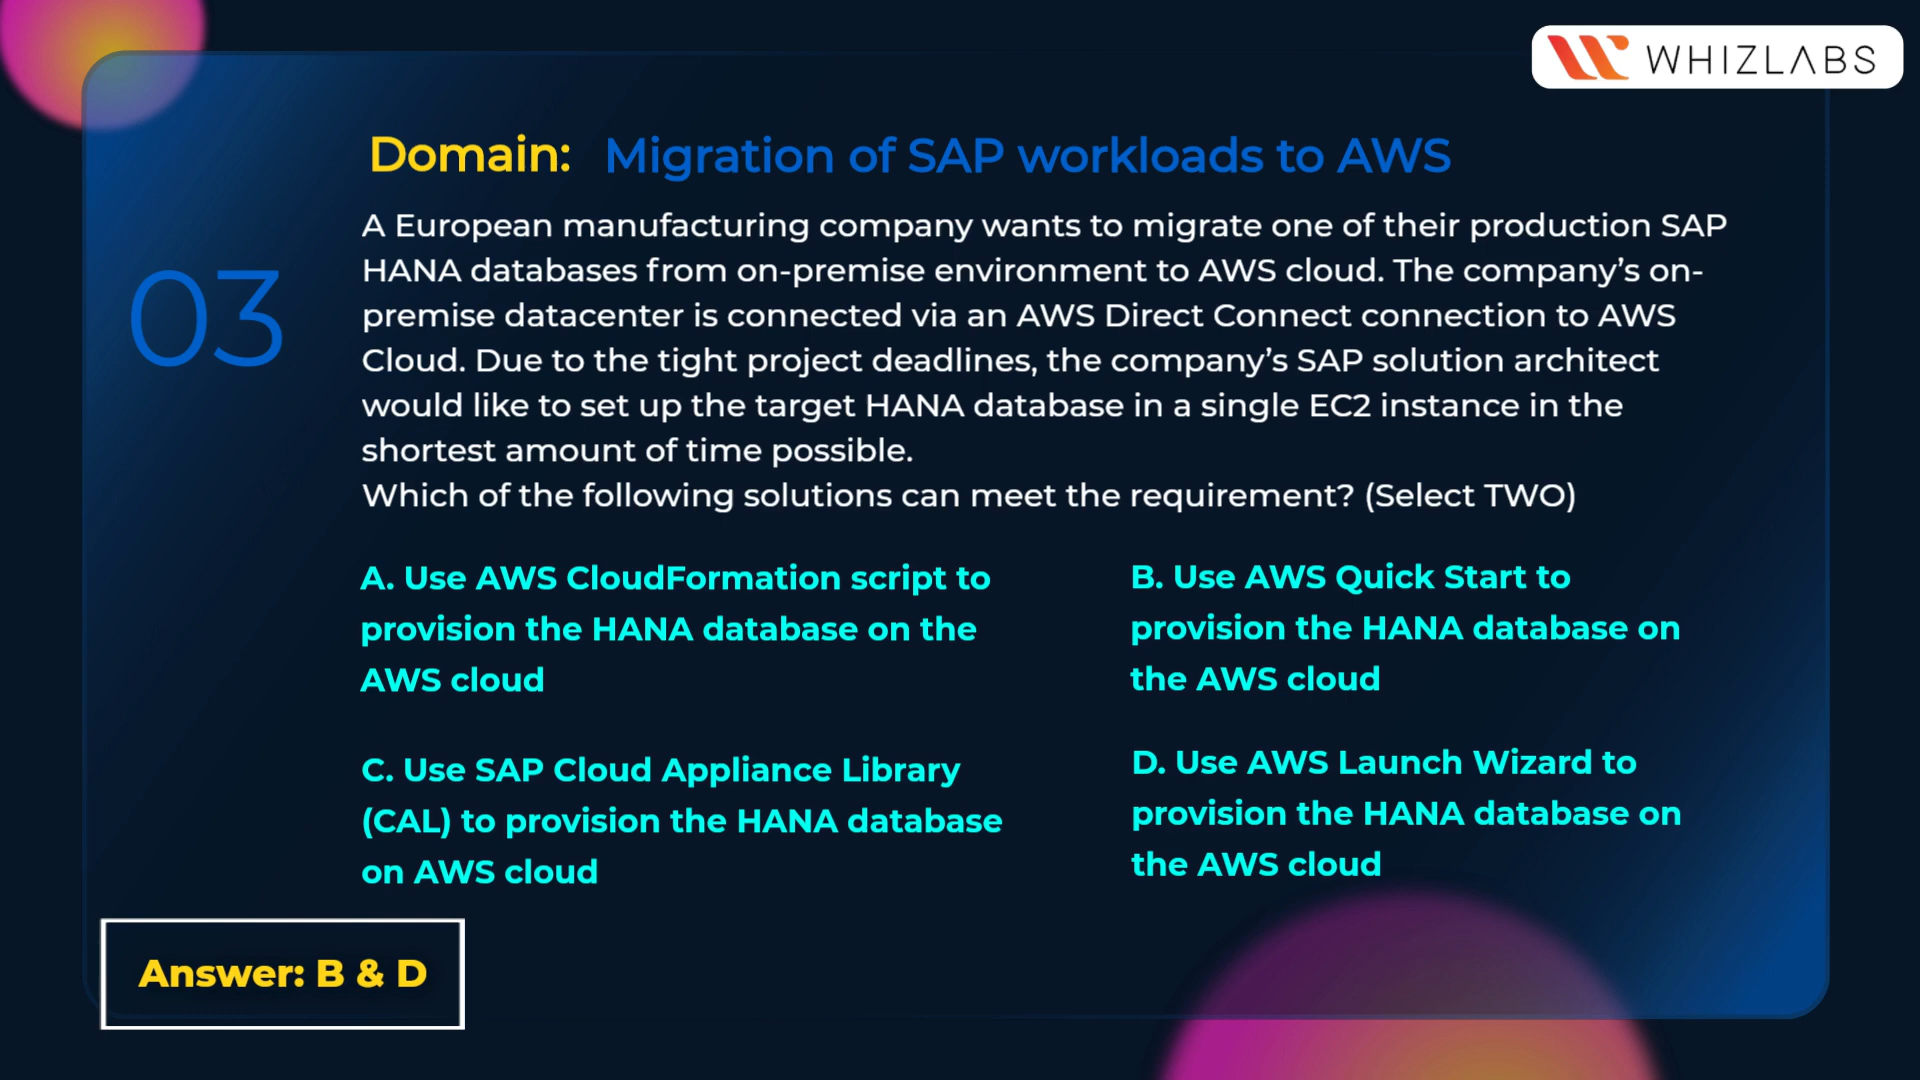 WHIZLABS
Domain: Migration of SAP workloads to AWS
03
A European manufacturing company wants to migrate one of their production SAP
HANA databases from on-premise environment to AWS cloud. The company’s on-
premise datacenter is connected via an AWS Direct Connect connection to AWS
Cloud. Due to the tight project deadlines, the company’s SAP solution architect
would like to set up the target HANA database in a single EC2 instance in the
shortest amount of time possible.
Which of the following solutions can meet the requirement? (Select TWO)
A. Use AWS CloudFormation script to
provision the HANA database on the
AWS cloud
B. Use AWS Quick Start to
provision the HANA database on
the AWS cloud
C. Use SAP Cloud Appliance Library
(CAL) to provision the HANA database
on AWS cloud
D. Use AWS Launch Wizard to
provision the HANA database on
the AWS cloud
Answer: B & D